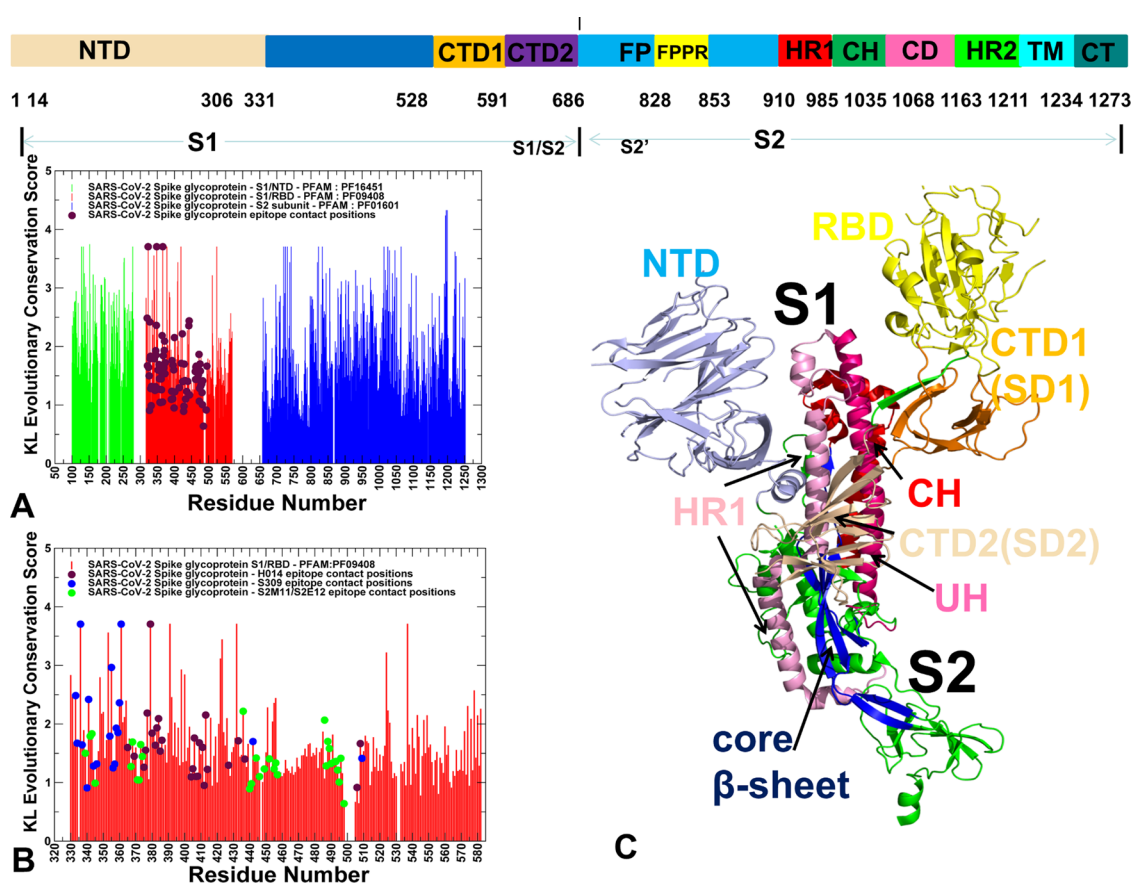 NTD CTD1 CTD2 FP FPPR HR1 CH CD HR2 TM CT
1 14 306 331 528 591 686 828 853 910 985 1035 1068 1163 1211 1234 1273
S1 S1/S2 S2' S2
KL Evolutionary Conservation Score
5
4
3
2
1
0
SARS-CoV-2 Spike glycoprotein - S1/NTD - PFAM : PF16451
SARS-CoV-2 Spike glycoprotein - S1/RBD - PFAM : PF09408
SARS-CoV-2 Spike glycoprotein - S2 subunit - PFAM : PF01601
SARS-CoV-2 Spike glycoprotein epitope contact positions
50 100 150 200 250 300 350 400 450 500 550 600 650 700 750 800 850 900 950 1000 1050 1100 1150 1200 1250 1300
Residue Number
A
KL Evolutionary Conservation Score
5
4
3
2
1
0
SARS-CoV-2 Spike glycoprotein S1/RBD - PFAM:PF09408
SARS-CoV-2 Spike glycoprotein - H014 epitope contact positions
SARS-CoV-2 Spike glycoprotein - S309 epitope contact positions
SARS-CoV-2 Spike glycoprotein - S2M11/S2E12 epitope contact positions
320 330 340 350 360 370 380 390 400 410 420 430 440 450 460 470 480 490 500 510 520 530 540 550 560 570 580
Residue Number
B
RBD
NTD
S1
CTD1
(SD1)
CH
HR1
CTD2(SD2)
UH
S2
core
β-sheet
C